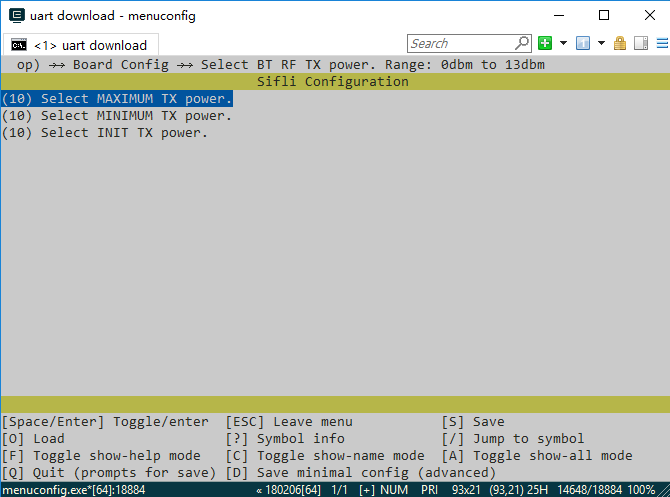 uart download - menuconfig
<1> uart download
Search
op) →→ Board Config →→ Select BT RF TX power. Range: 0dbm to 13dbm
Sifli Configuration
(10) Select MAXIMUM TX power.
(10) Select MINIMUM TX power.
(10) Select INIT TX power.
[Space/Enter] Toggle/enter [ESC] Leave menu [S] Save
[O] Load [?] Symbol info [/] Jump to symbol
[F] Toggle show-help mode [C] Toggle show-name mode [A] Toggle show-all mode
[Q] Quit (prompts for save) [D] Save minimal config (advanced)
menuconfig.exe*[64]:18884 « 180206[64] 1/1 [+] NUM PRI 93x21 (93,21) 25H 14648/18884 100%